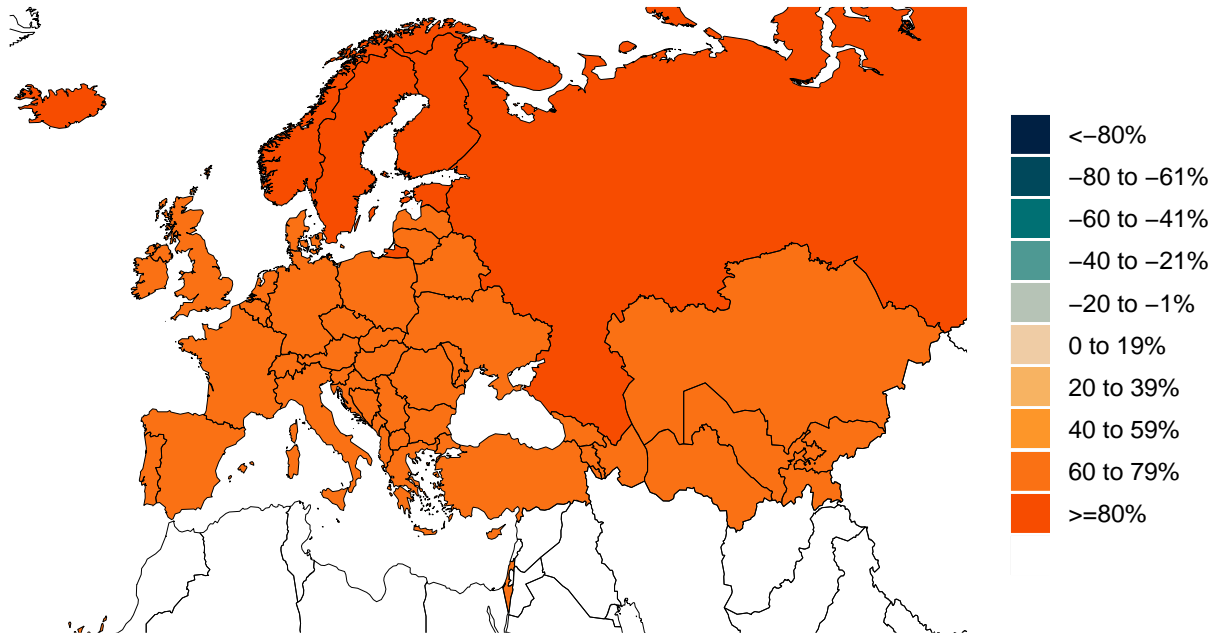 <−80%
−80 to −61%
−60 to −41%
−40 to −21%
−20 to −1%
0 to 19%
20 to 39%
40 to 59%
60 to 79%
>=80%